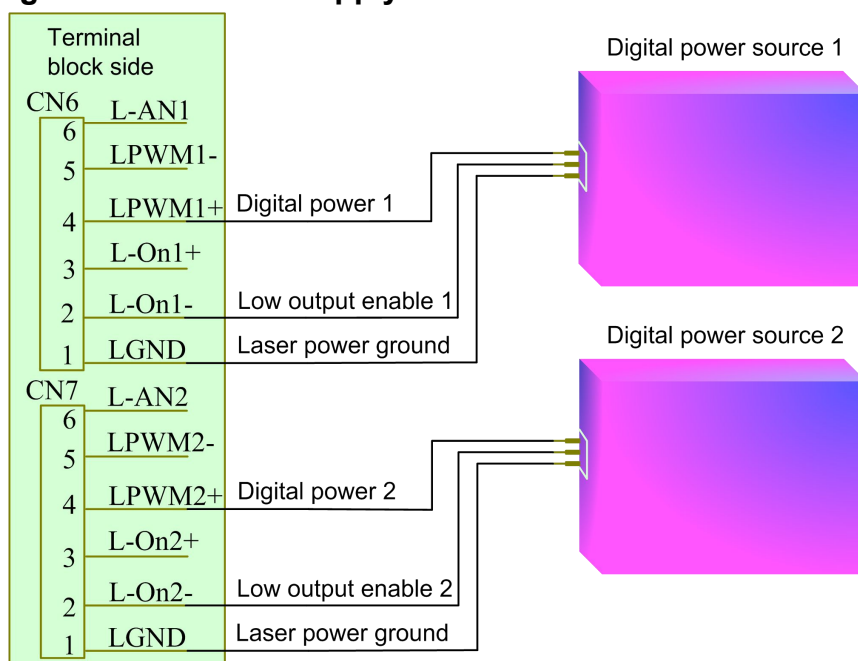 Terminal
block side
Digital power source 1
CN6
6 L-AN1
5 LPWM1-
4 LPWM1+ Digital power 1
3 L-On1+
2 L-On1- Low output enable 1
1 LGND Laser power ground
Digital power source 2
CN7
6 L-AN2
5 LPWM2-
4 LPWM2+ Digital power 2
3 L-On2+
2 L-On2- Low output enable 2
1 LGND Laser power ground